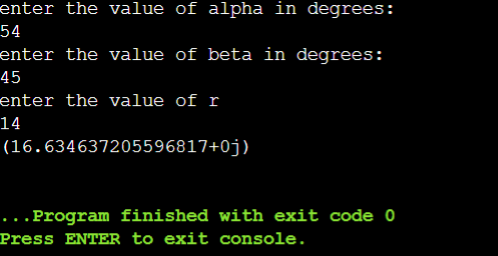 enter the value of alpha in degrees:
54
enter the value of beta in degrees:
45
enter the value of r
14
(16.634637205596817+0j)
...Program finished with exit code 0
Press ENTER to exit console.